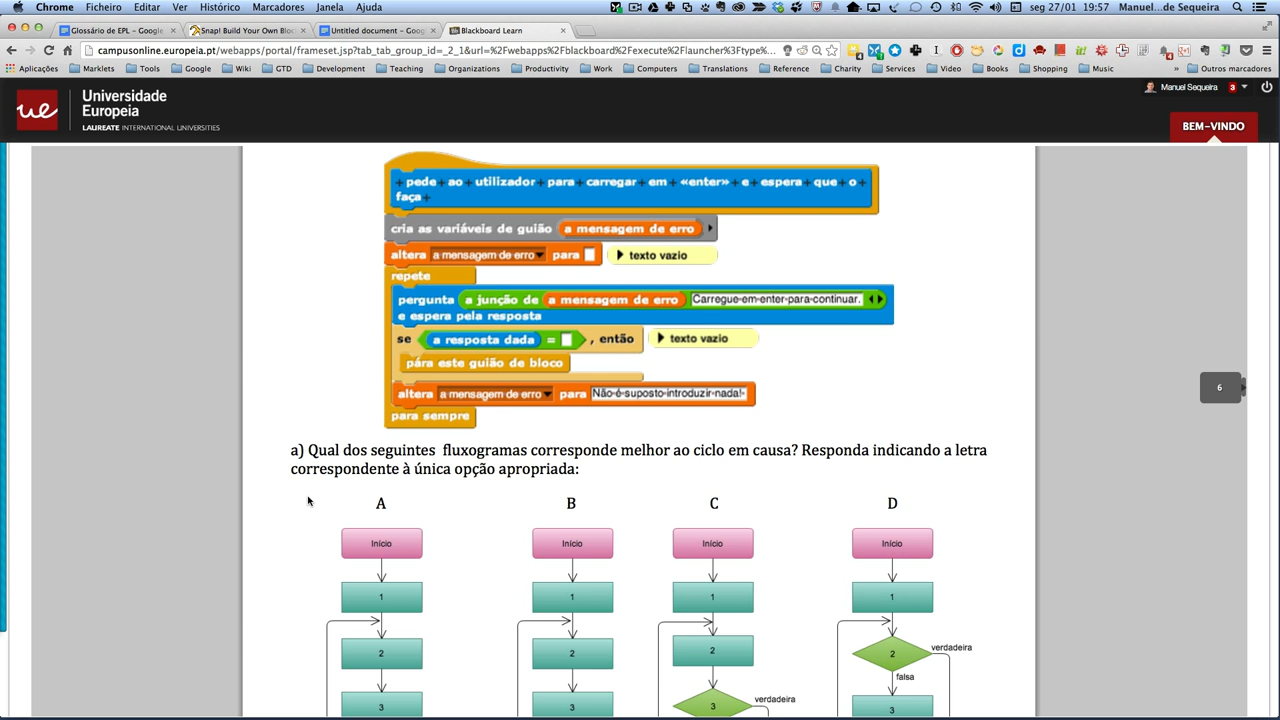 Chrome Ficheiro Editar Ver Histórico Marcadores Janela Ajuda seg 27/01 19:57 Manuel...de Sequeira
Glossário de EPL - Google Snap! Build Your Own Bloc Untitled document - Goog Blackboard Learn
campusonline.europeia.pt/webapps/portal/frameset.jsp?tab_tab_group_id=_2_1&url=%2Fwebapps%2Fblackboard%2Fexecute%2Flauncher%3Ftype%...
Aplicações Marklets Tools Google Wiki GTD Development Teaching Organizations Productivity Work Computers Translations Reference Charity Services Video Books Shopping Music » Outros marcadores
ue Universidade
Europeia
LAUREATE INTERNATIONAL UNIVERSITIES
Manuel Sequeira 3
BEM-VINDO
+ pede + ao + utilizador + para + carregar + em + «enter» + e + espera + que + o +
faça +
cria as variáveis de guião a mensagem de erro
altera a mensagem de erro para texto vazio
repete
pergunta a junção de a mensagem de erro Carregue-em-enter-para-continuar.
e espera pela resposta
se a resposta dada = , então texto vazio
pára este guião de bloco
altera a mensagem de erro para Não-é-suposto-introduzir-nada!-
para sempre
6
a) Qual dos seguintes fluxogramas corresponde melhor ao ciclo em causa? Responda indicando a letra
correspondente à única opção apropriada:
A B C D
Início Início Início Início
1 1 1 1
2 2 2 2 verdadeira
falsa
3 3 3 verdadeira 3